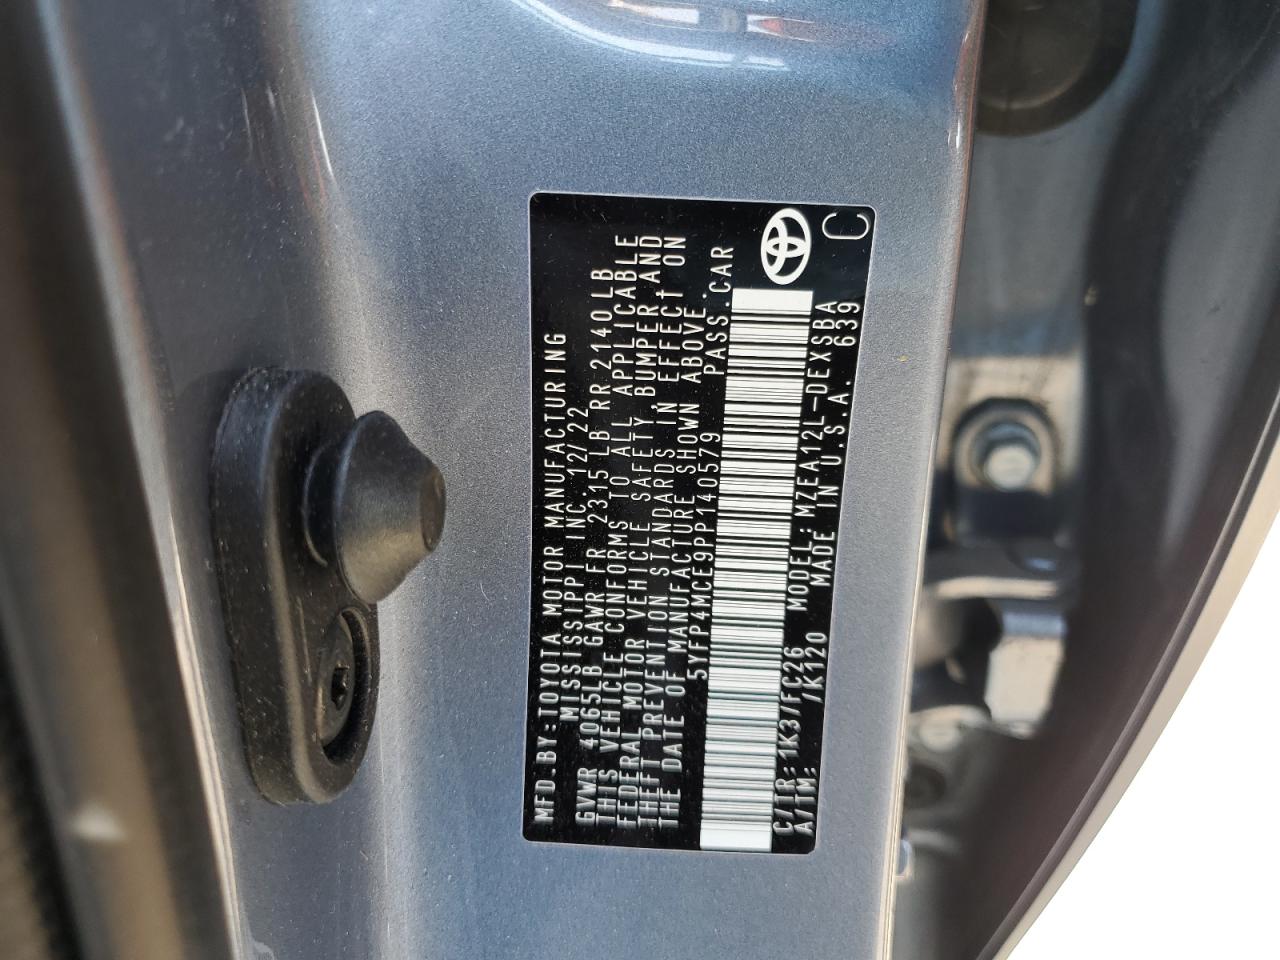 MFD.BY:TOYOTA MOTOR MANUFACTURING
MISSISSIPPI INC. 12/22
GVWR 4065LB GAWR FR 2315 LB RR 2140LB
THIS VEHICLE CONFORMS TO ALL APPLICABLE
FEDERAL MOTOR VEHICLE SAFETY BUMPER AND
THEFT PREVENTION STANDARDS IN EFFECT ON
THE DATE OF MANUFACTURE SHOWN ABOVE.
5YFP4MCE9PP140579 PASS.CAR
C/TR: 1K3/FC26 MODEL: MZEA12L-DEXSBA
A/TM: /K120 MADE IN U.S.A. 639
C